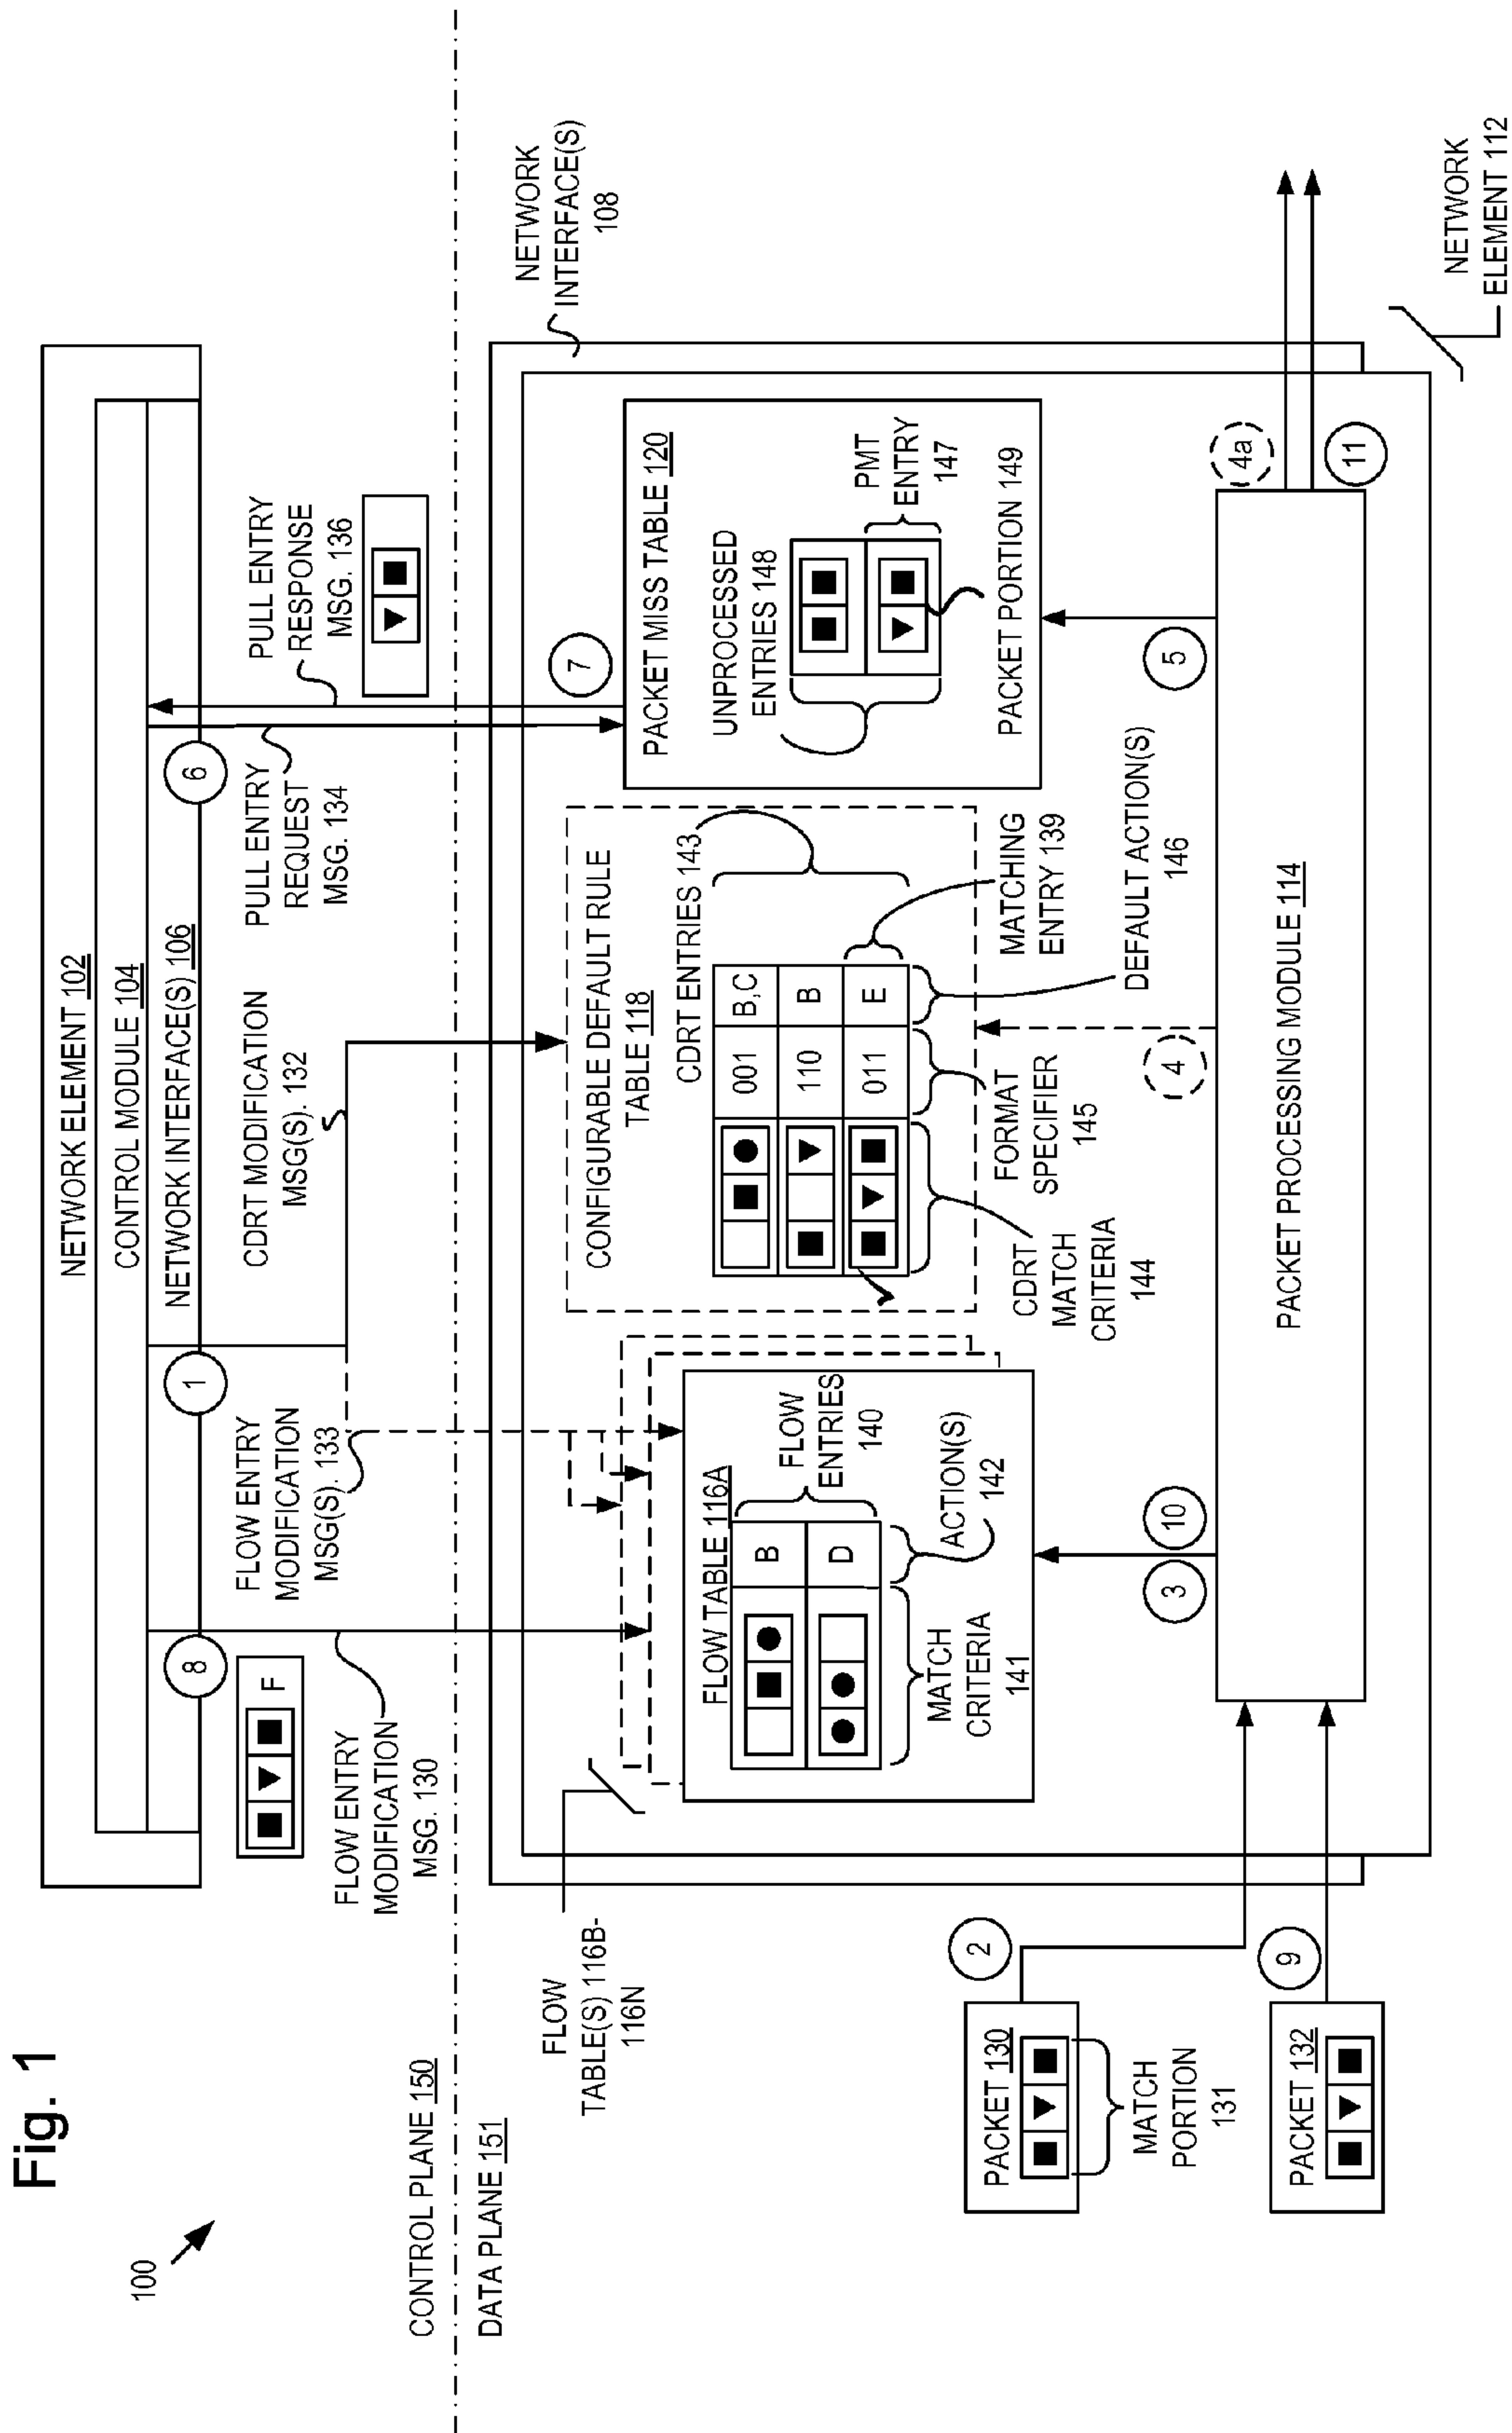 Fig. 1
100
NETWORK ELEMENT 102
CONTROL MODULE 104
NETWORK INTERFACE(S) 106
8
1
6
F
FLOW ENTRY
MODIFICATION
MSG. 130
FLOW ENTRY
MODIFICATION
MSG(S). 133
CDRT MODIFICATION
MSG(S). 132
PULL ENTRY
REQUEST
MSG. 134
PULL ENTRY
RESPONSE
MSG. 136
7
CONTROL PLANE 150
DATA PLANE 151
NETWORK
INTERFACE(S)
108
FLOW
TABLE(S) 116B-
116N
FLOW TABLE 116A
B
D
FLOW
ENTRIES
140
MATCH
CRITERIA
141
ACTION(S)
142
CONFIGURABLE DEFAULT RULE
TABLE 118
CDRT ENTRIES 143
001
B,C
110
B
011
E
CDRT
MATCH
CRITERIA
144
FORMAT
SPECIFIER
145
MATCHING
ENTRY 139
DEFAULT ACTION(S)
146
PACKET MISS TABLE 120
UNPROCESSED
ENTRIES 148
PMT
ENTRY
147
PACKET PORTION 149
3
10
4
5
4a
11
PACKET PROCESSING MODULE 114
2
PACKET 130
MATCH
PORTION
131
9
PACKET 132
NETWORK
ELEMENT 112